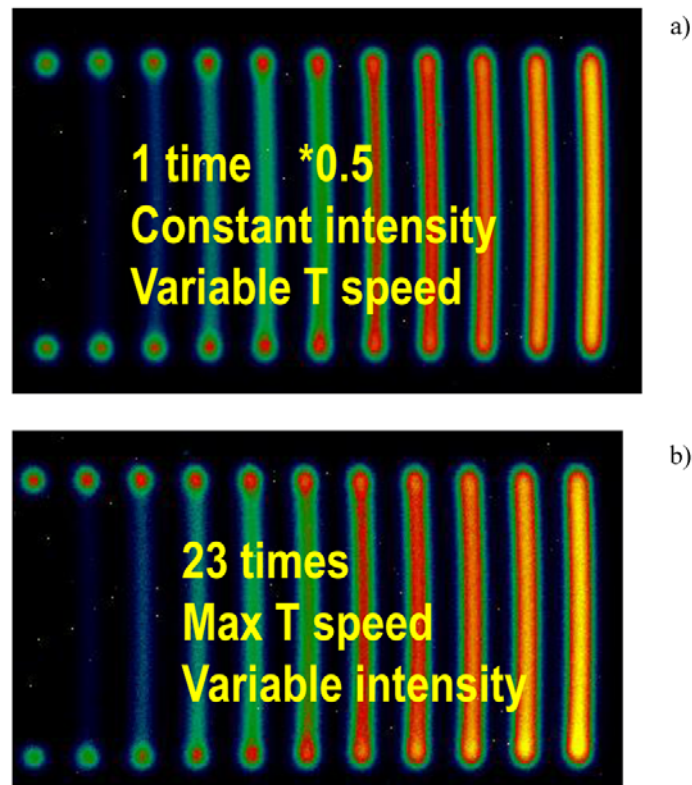 a)
1 time *0.5
Constant intensity
Variable T speed
b)
23 times
Max T speed
Variable intensity